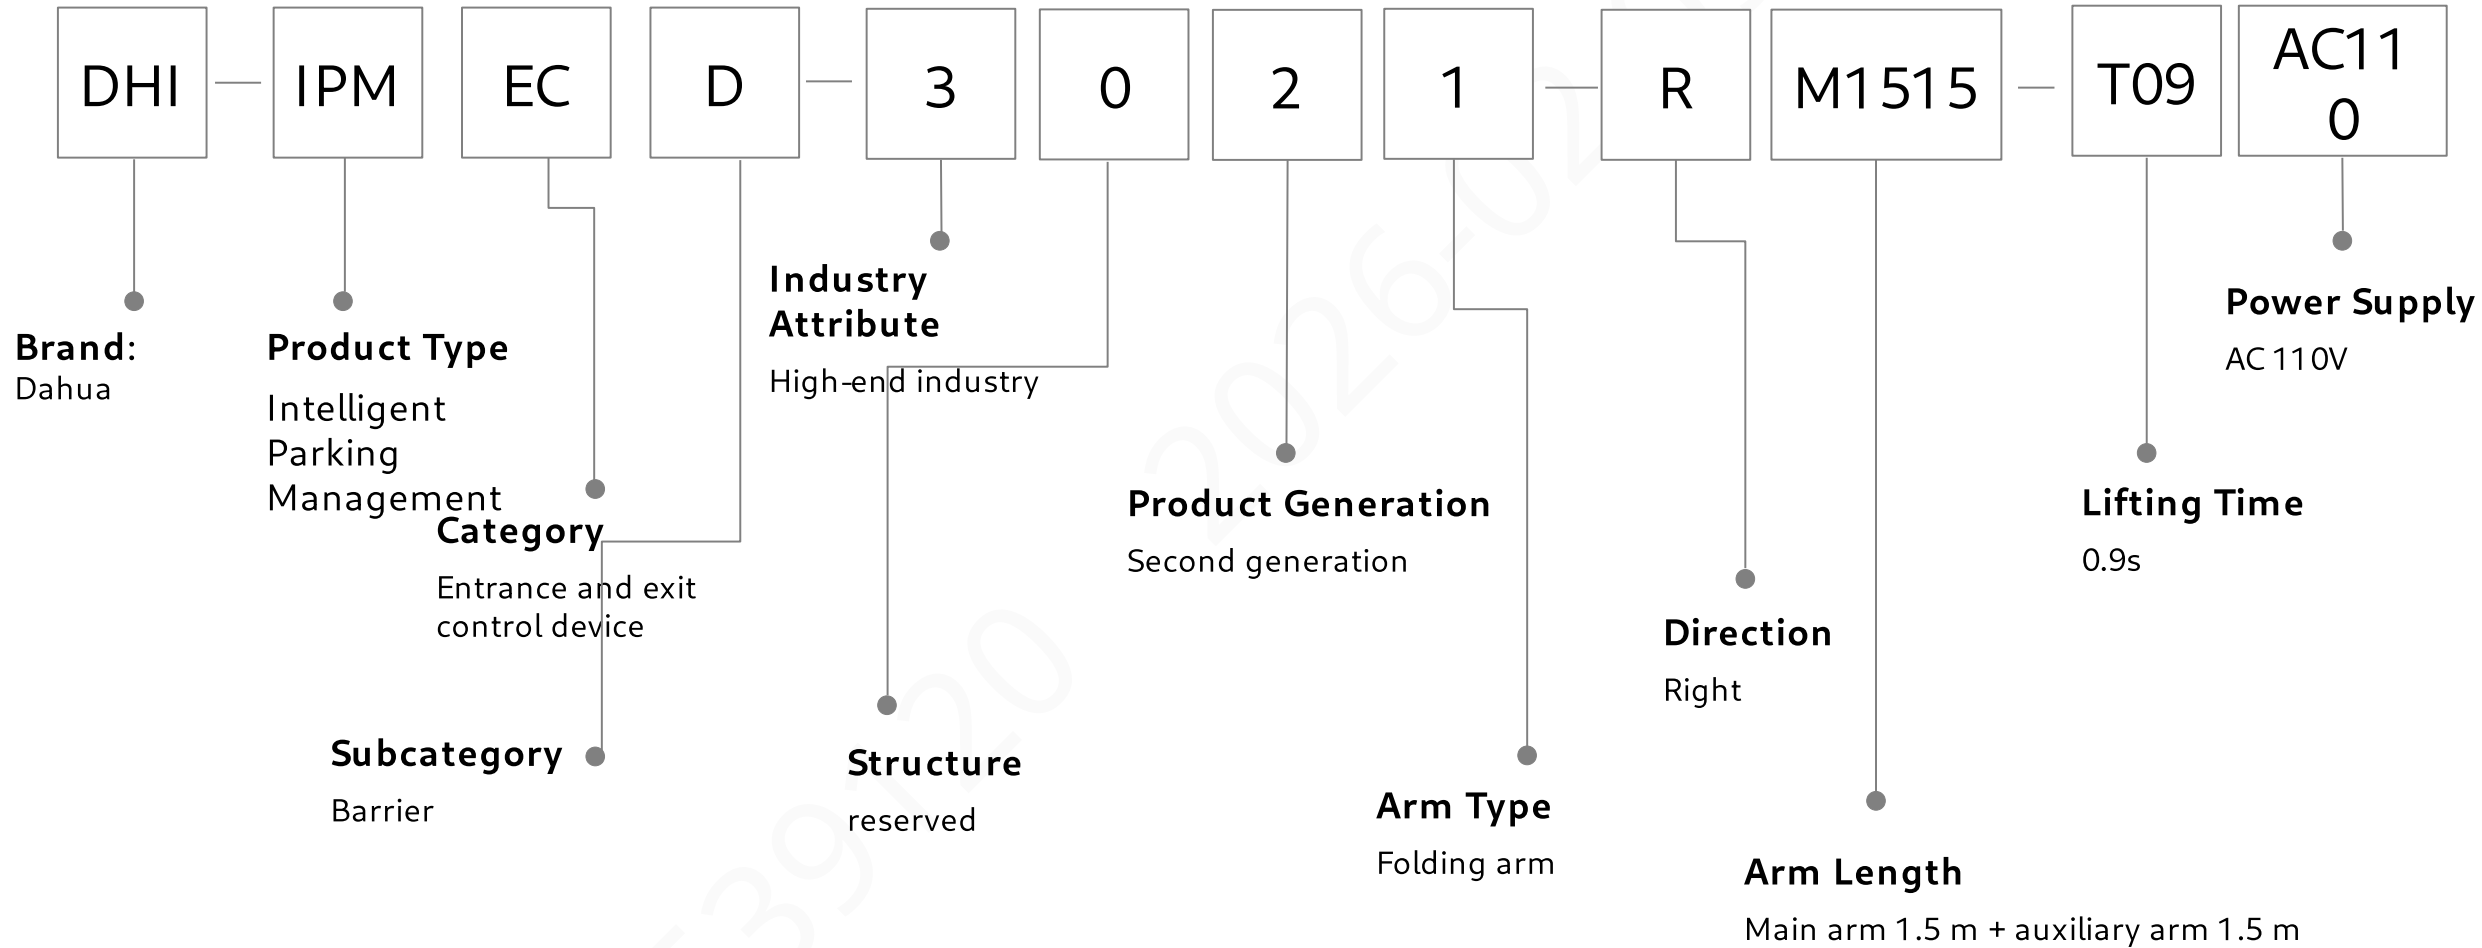 DHI — IPM EC D — 3 0 2 1 — R M1515 — T09 AC11
0
Brand:
Dahua
Product Type
Intelligent
Parking
Management
Category
Entrance and exit
control device
Subcategory
Barrier
Industry
Attribute
High-end industry
Structure
reserved
Product Generation
Second generation
Arm Type
Folding arm
Direction
Right
Arm Length
Main arm 1.5 m + auxiliary arm 1.5 m
Lifting Time
0.9s
Power Supply
AC 110V